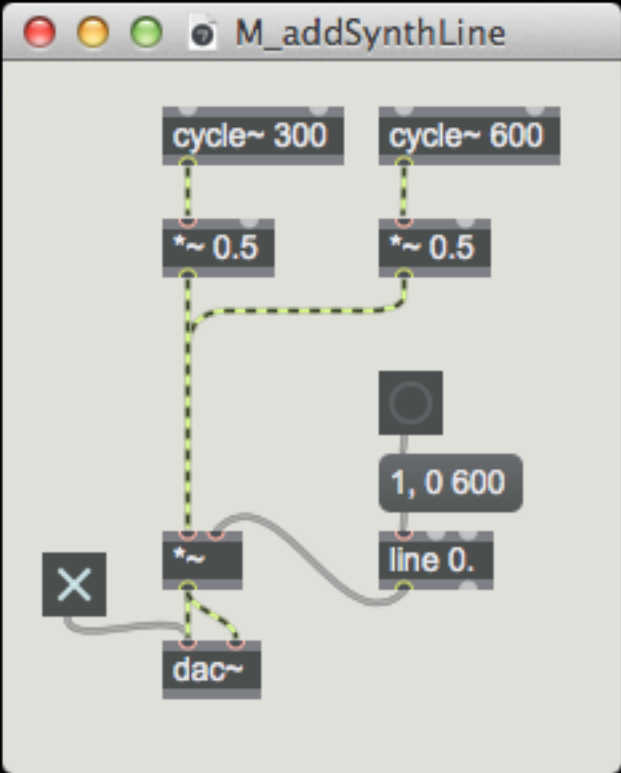 M_addSynthLine
cycle~ 300 cycle~ 600
*~ 0.5 *~ 0.5
1, 0 600
*~ line 0.
dac~